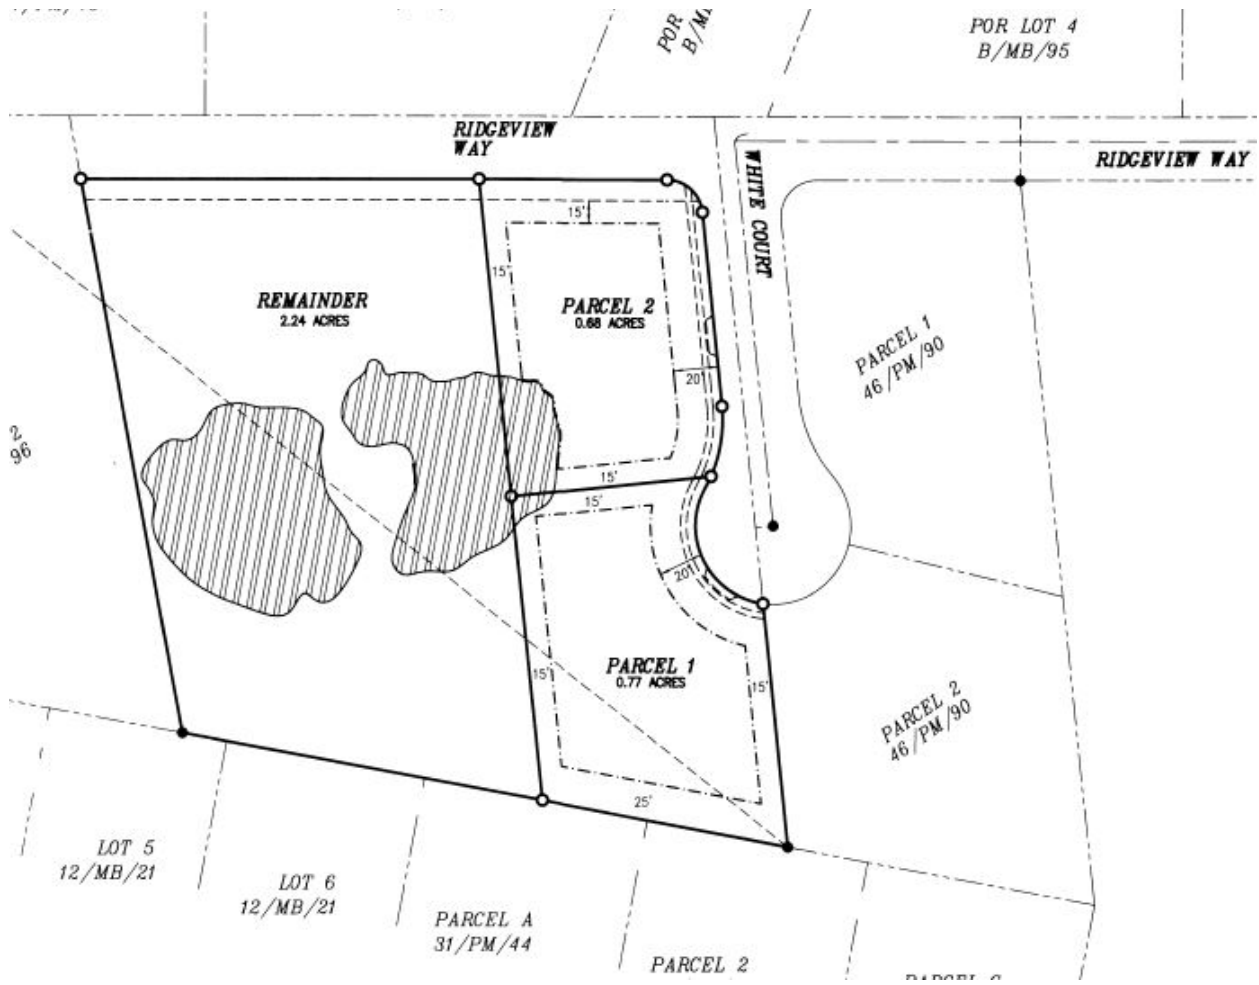 POR
B/M
POR LOT 4
B/MB/95
RIDGEVIEW
WAY
WHITE COURT
RIDGEVIEW WAY
15'
15'
REMAINDER
2.24 ACRES
PARCEL 2
0.68 ACRES
PARCEL 1
46/PM/90
20'
2
96
15'
15'
20'
PARCEL 1
0.77 ACRES
15'
15'
PARCEL 2
46/PM/90
25'
LOT 5
12/MB/21
LOT 6
12/MB/21
PARCEL A
31/PM/44
PARCEL 2